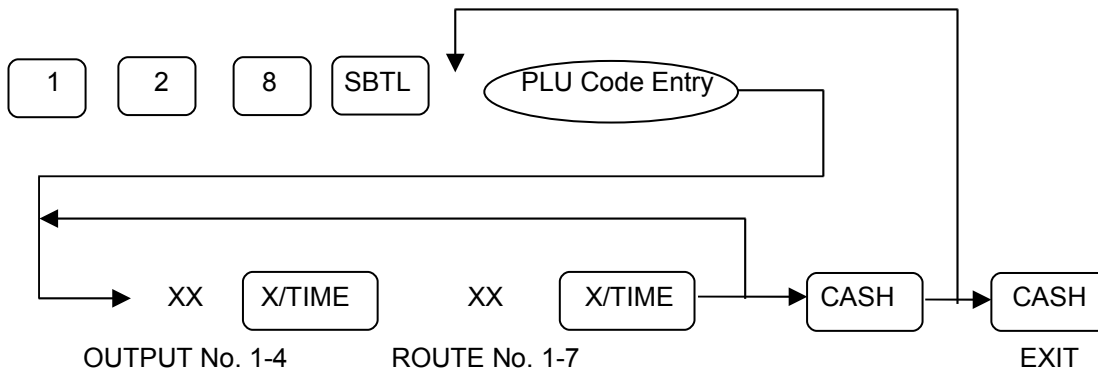 1 2 8 SBTL PLU Code Entry
XX X/TIME XX X/TIME CASH CASH
OUTPUT No. 1-4 ROUTE No. 1-7 EXIT